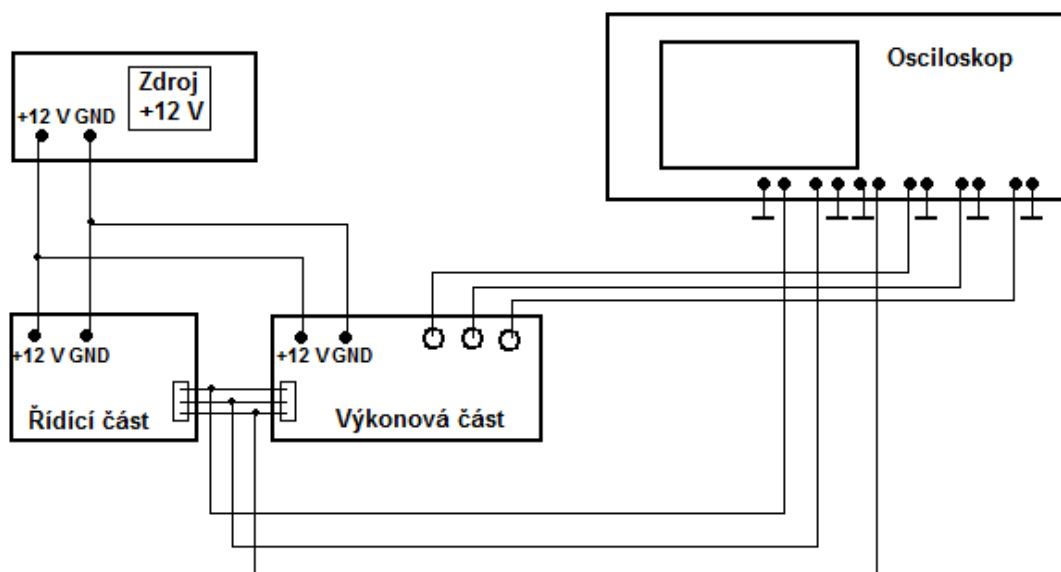 Osciloskop
Zdroj
+12 V
+12 V GND
+12 V GND
+12 V GND
Řídící část
Výkonová část